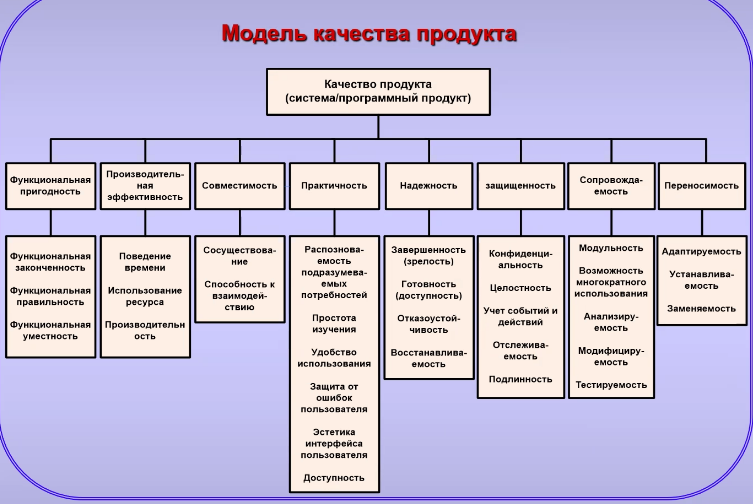 Модель качества продукта
Качество продукта
(система/программный продукт)
Функциональная
пригодность
Производитель-
ная
эффективность
Совместимость
Практичность
Надежность
защищенность
Сопровожда-
емость
Переносимость
Функциональная
законченность
Функциональная
правильность
Функциональная
уместность
Поведение
времени
Использование
ресурса
Производительн
ость
Сосуществова-
ние
Способность к
взаимодей-
ствию
Распознова-
емость
подразумева-
емых
потребностей
Простота
изучения
Удобство
использования
Защита от
ошибок
пользователя
Эстетика
интерфейса
пользователя
Доступность
Завершенность
(зрелость)
Готовность
(доступность)
Отказоустой-
чивость
Восстанавлива-
емость
Конфиденци-
альность
Целостность
Учет событий и
действий
Отслежива-
емость
Подлинность
Модульность
Возможность
многократного
использования
Анализиру-
емость
Модифициру-
емость
Тестируемость
Адаптируемость
Устанавлива-
емость
Заменяемость